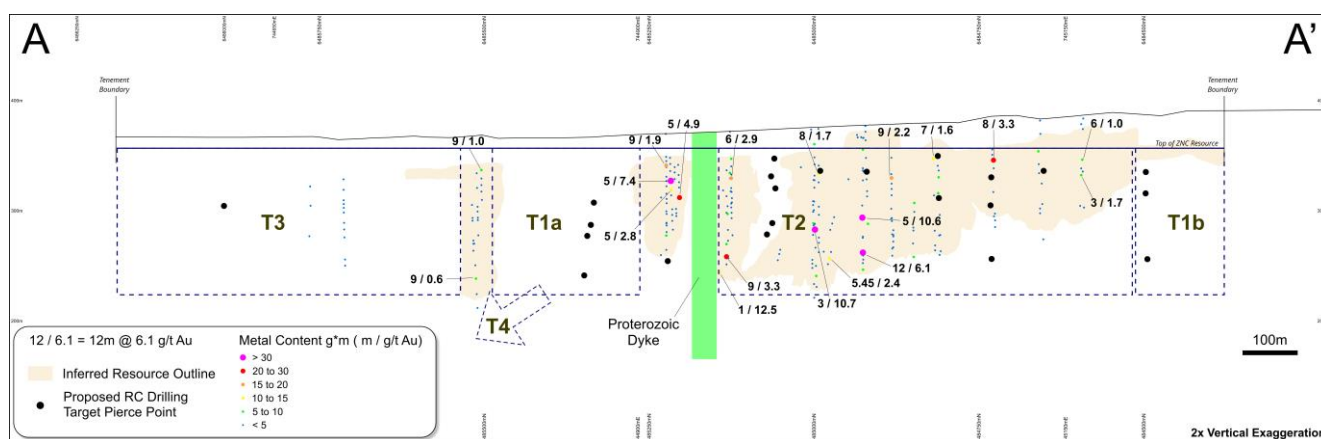 A
A'
Tenement
Boundary
Tenement
Boundary
400m
300m
9 / 1.0
9 / 1.9
5 / 4.9
6 / 2.9
8 / 1.7
9 / 2.2
7 / 1.6
8 / 3.3
6 / 1.0
Top of ZNC Resource
5 / 7.4
T3
T1a
T2
T1b
3 / 1.7
5 / 10.6
5 / 2.8
12 / 6.1
9 / 0.6
9 / 3.3
5.45 / 2.4
1 / 12.5
3 / 10.7
T4
Proterozoic
Dyke
100m
12 / 6.1 = 12m @ 6.1 g/t Au
Inferred Resource Outline
Proposed RC Drilling
Target Pierce Point
Metal Content g*m ( m / g/t Au)
> 30
20 to 30
15 to 20
10 to 15
5 to 10
< 5
2x Vertical Exaggeration